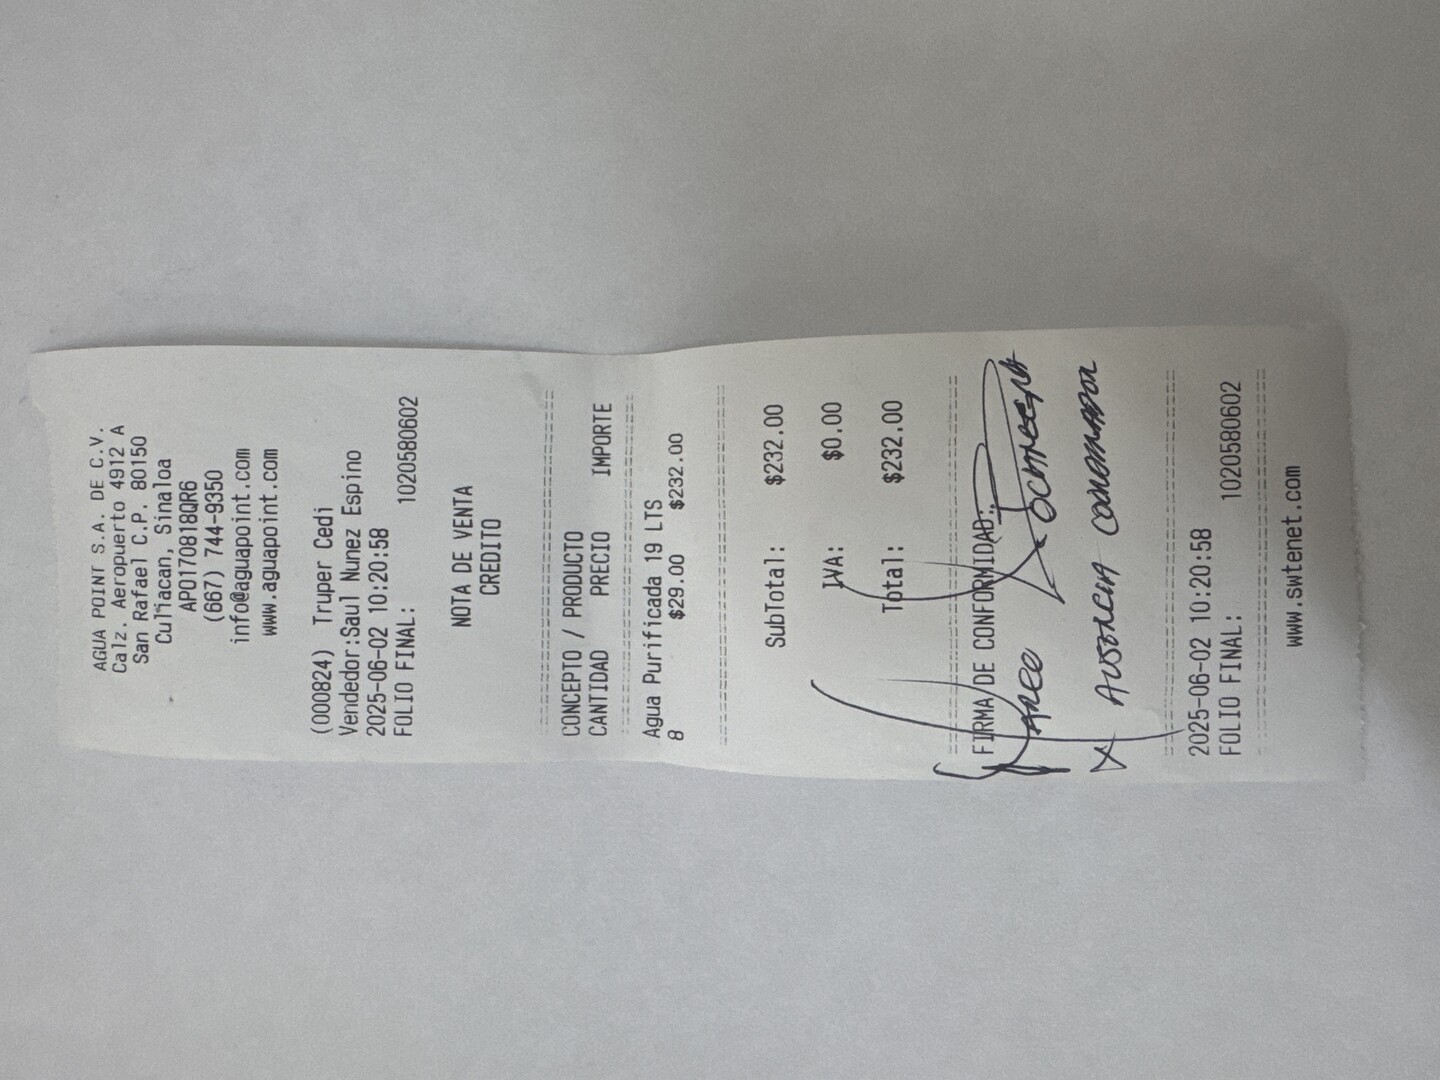 AGUA POINT S.A. DE C.V.
Calz. Aeropuerto 4912 A
San Rafael C.P. 80150
Culiacan, Sinaloa
APO170818QR6
(667) 744-9350
info@aguapoint.com
www.aguapoint.com
(000824) Truper Cedi
Vendedor:Saul Nunez Espino
2025-06-02 10:20:58
FOLIO FINAL: 1020580602
NOTA DE VENTA
CREDITO
CONCEPTO / PRODUCTO
CANTIDAD PRECIO IMPORTE
Agua Purificada 19 LTS
8 $29.00 $232.00
SubTotal: $232.00
IVA: $0.00
Total: $232.00
FIRMA DE CONFORMIDAD:
X AUSENCIA
2025-06-02 10:20:58
FOLIO FINAL: 1020580602
www.swtenet.com